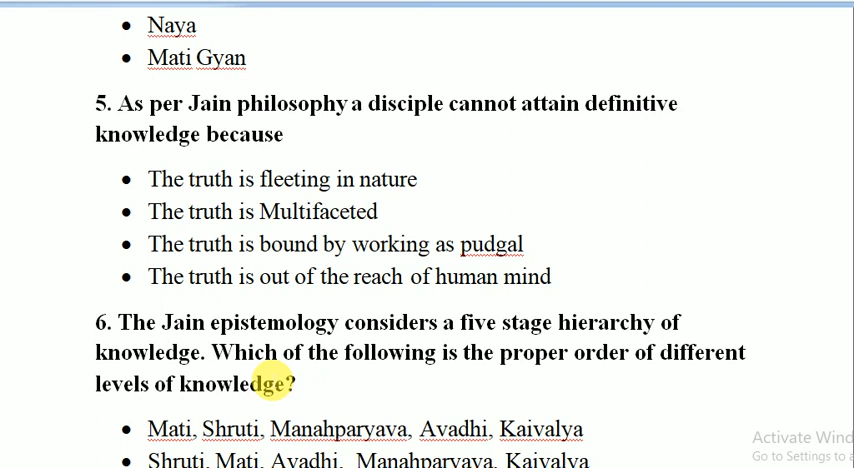 • Naya
• Mati Gyan
5. As per Jain philosophy a disciple cannot attain definitive
knowledge because
• The truth is fleeting in nature
• The truth is Multifaceted
• The truth is bound by working as pudgal
• The truth is out of the reach of human mind
6. The Jain epistemology considers a five stage hierarchy of
knowledge. Which of the following is the proper order of different
levels of knowledge?
• Mati, Shruti, Manahparyava, Avadhi, Kaivalya
• Shruti, Mati, Avadhi, Manahparyava, Kaivalya
Activate Wind
Go to Settings to a